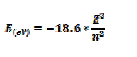 E(eV) = −18.6 * Z²/n²